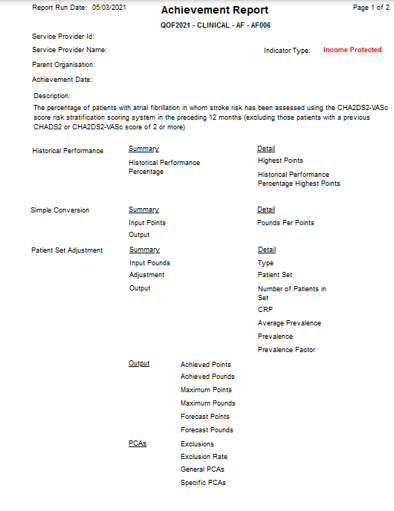 Report Run Date: 05/03/2021 Achievement Report Page 1 of 2
QOF2021 - CLINICAL - AF - AF006
Service Provider Id:
Service Provider Name: Indicator Type: Income Protected
Parent Organisation:
Achievement Date:
Description:
The percentage of patients with atrial fibrillation in whom stroke risk has been assessed using the CHA2DS2-VASc
score risk stratification scoring system in the preceding 12 months (excluding those patients with a previous
CHADS2 or CHA2DS2-VASc score of 2 or more)
Historical Performance Summary Detail
Historical Performance Percentage Highest Points
Historical Performance Percentage Highest Points
Simple Conversion Summary Detail
Input Points Pounds Per Points
Output
Patient Set Adjustment Summary Detail
Input Pounds Type
Adjustment Patient Set
Output Number of Patients in Set
CRP
Average Prevalence
Prevalence
Prevalence Factor
Output Achieved Points
Achieved Pounds
Maximum Points
Maximum Pounds
Forecast Points
Forecast Pounds
PCAs Exclusions
Exclusion Rate
General PCAs
Specific PCAs